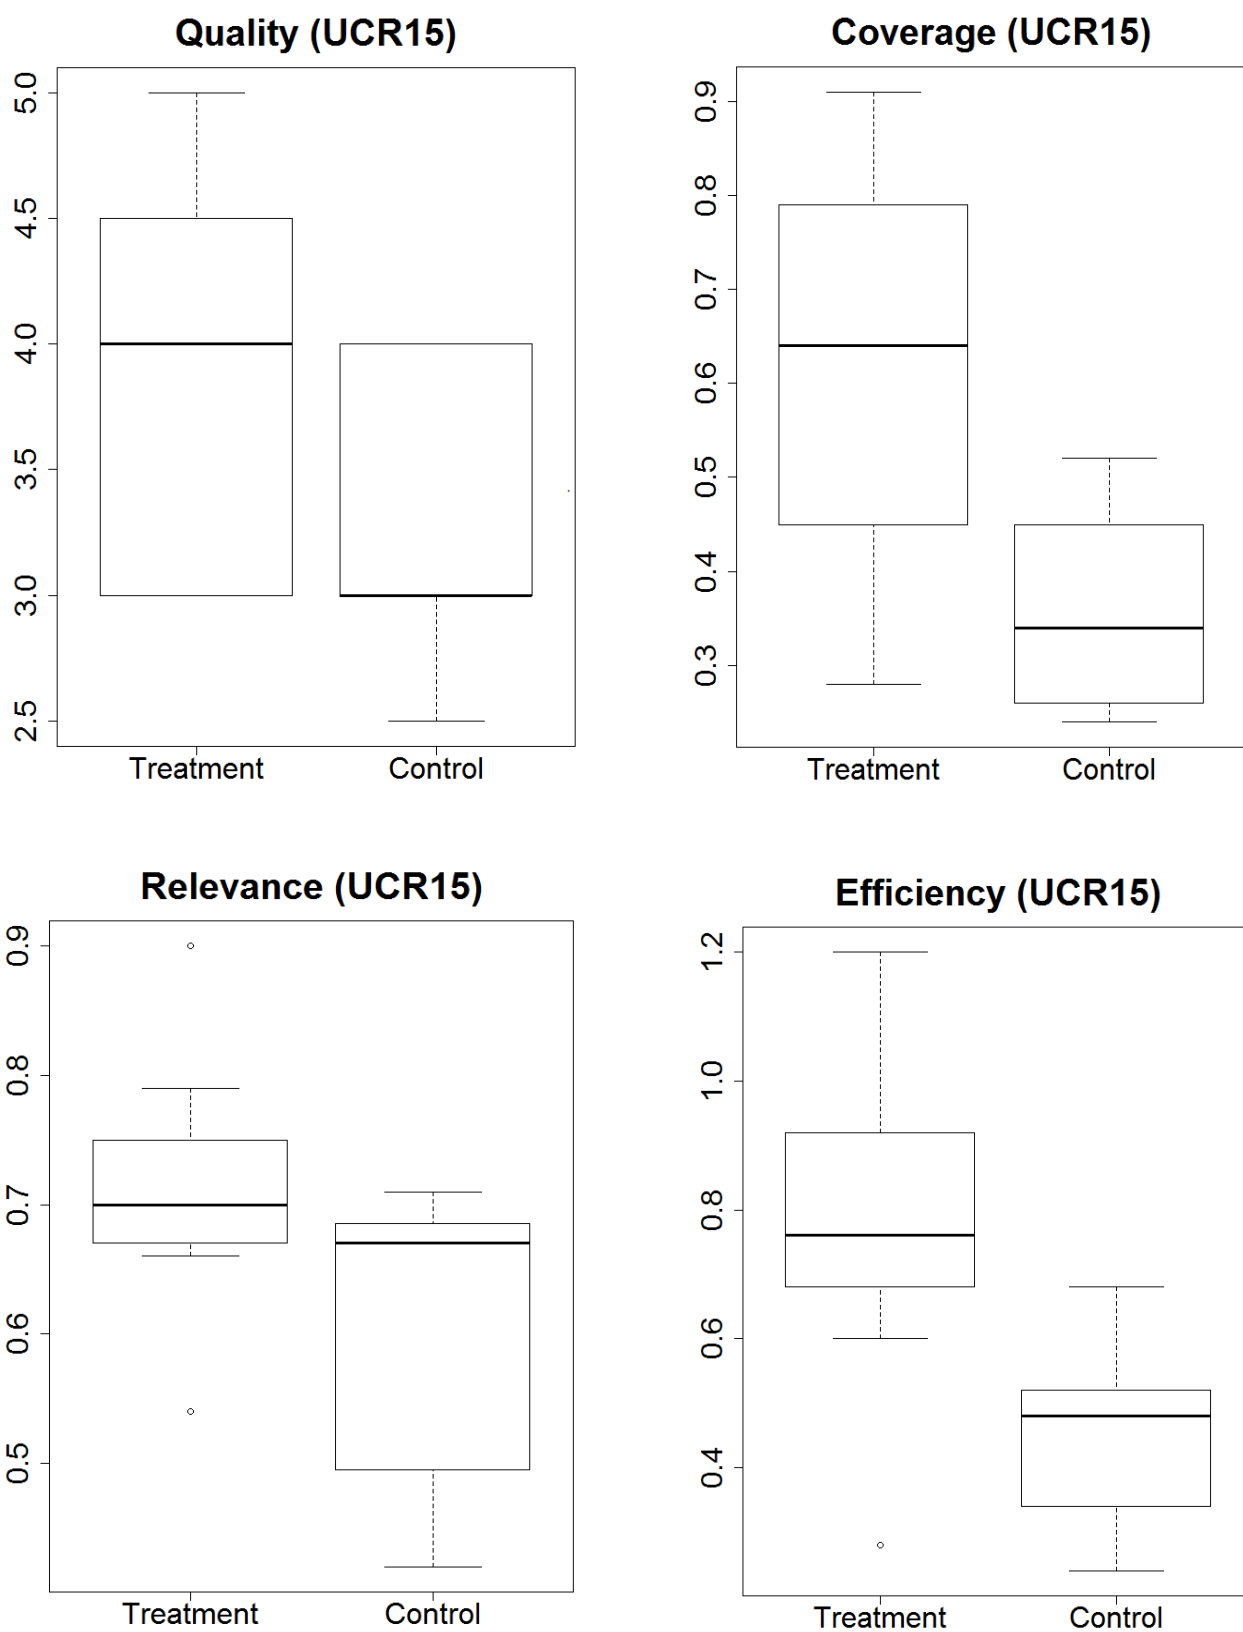 Quality (UCR15)
5.0
4.5
4.0
3.5
3.0
2.5
Treatment
Control
Coverage (UCR15)
0.9
0.8
0.7
0.6
0.5
0.4
0.3
Treatment
Control
Relevance (UCR15)
0.9
0.8
0.7
0.6
0.5
Treatment
Control
Efficiency (UCR15)
1.2
1.0
0.8
0.6
0.4
Treatment
Control